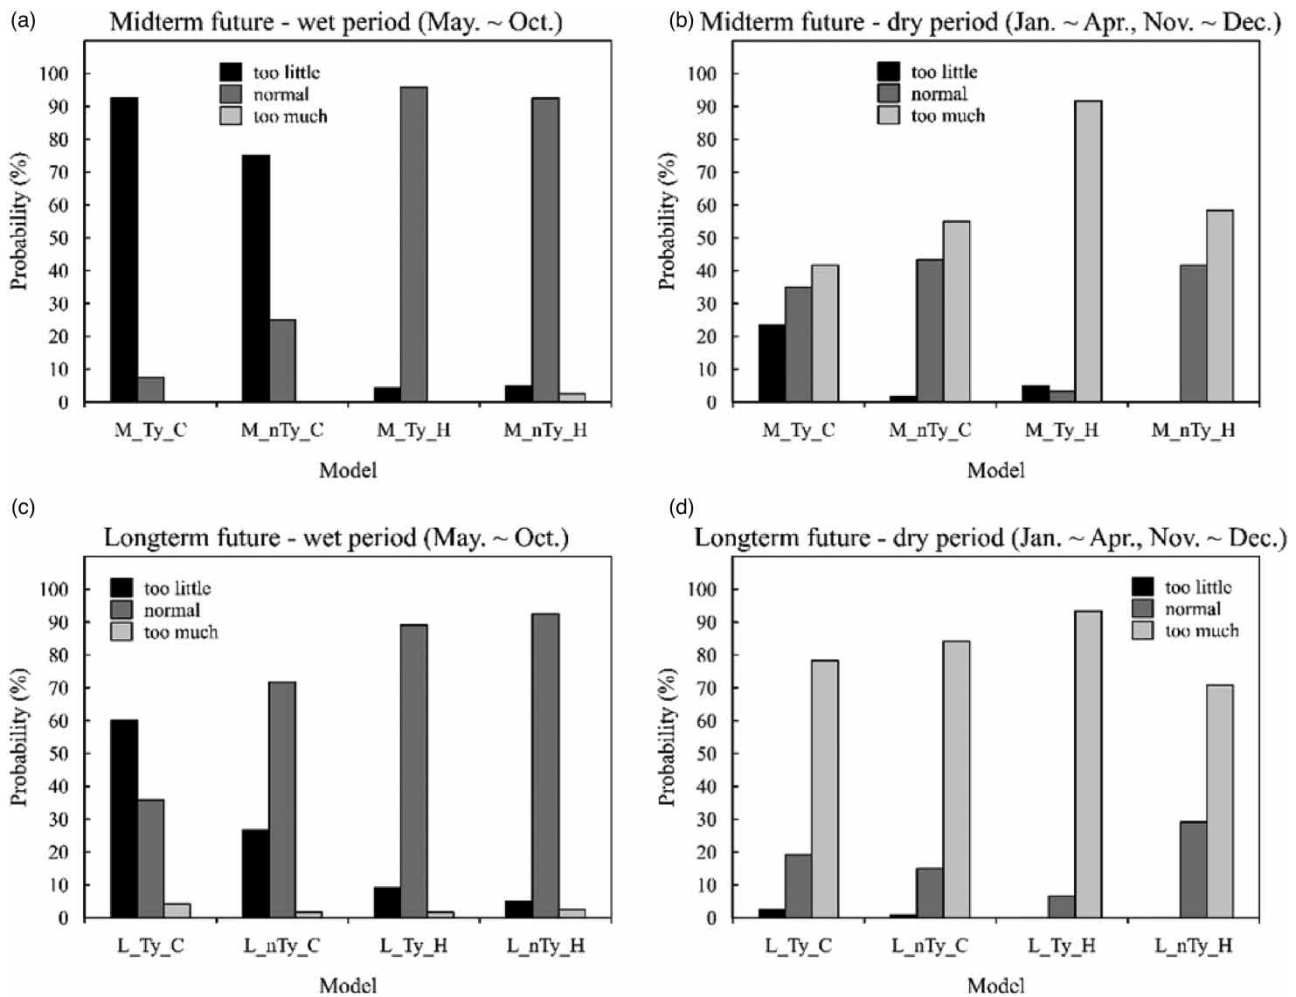 (a)
Midterm future - wet period (May. ~ Oct.)
too little
normal
too much
Probability (%)
100
90
80
70
60
50
40
30
20
10
0
M_Ty_C M_nTy_C M_Ty_H M_nTy_H
Model
(b)
Midterm future - dry period (Jan. ~ Apr., Nov. ~ Dec.)
too little
normal
too much
Probability (%)
100
90
80
70
60
50
40
30
20
10
0
M_Ty_C M_nTy_C M_Ty_H M_nTy_H
Model
(c)
Longterm future - wet period (May. ~ Oct.)
too little
normal
too much
Probability (%)
100
90
80
70
60
50
40
30
20
10
0
L_Ty_C L_nTy_C L_Ty_H L_nTy_H
Model
(d)
Longterm future - dry period (Jan. ~ Apr., Nov. ~ Dec.)
too little
normal
too much
Probability (%)
100
90
80
70
60
50
40
30
20
10
0
L_Ty_C L_nTy_C L_Ty_H L_nTy_H
Model